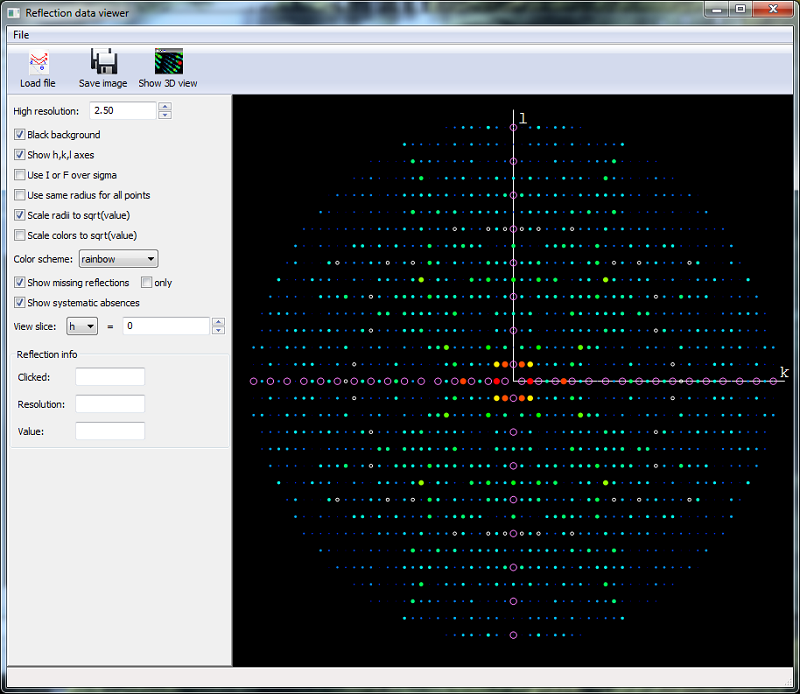 Reflection data viewer
File
Load file Save image Show 3D view
High resolution: 2.50
Black background
Show h,k,l axes
Use I or F over sigma
Use same radius for all points
Scale radii to sqrt(value)
Scale colors to sqrt(value)
Color scheme: rainbow
Show missing reflections only
Show systematic absences
View slice: h = 0
Reflection info
Clicked:
Resolution:
Value:
l
k